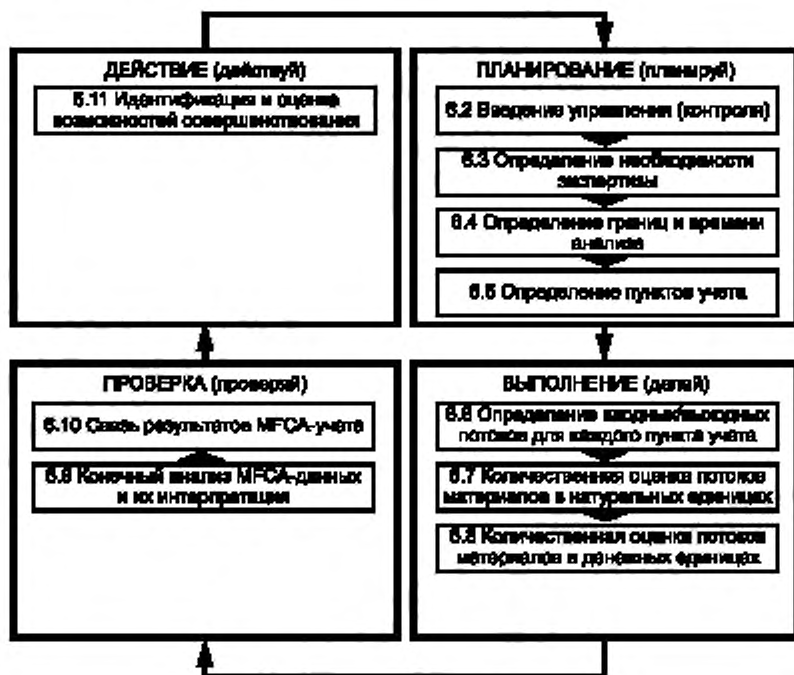 ДЕЙСТВИЕ (действуй)
6.11 Идентификация и оценка
возможностей совершенствования
ПЛАНИРОВАНИЕ (планируй)
6.2 Введение управления (контроля)
6.3 Определение необходимости
экспертизы
6.4 Определение границ и времени
анализа
6.5 Определение пунктов учета
ПРОВЕРКА (проверяй)
6.10 Связь результатов MFCA-учета
6.9 Конечный анализ MFCA-данных
и их интерпретация
ВЫПОЛНЕНИЕ (делай)
6.6 Определение входных/выходных
потоков для каждого пункта учета
6.7 Количественная оценка потоков
материалов в натуральных единицах
6.8 Количественная оценка потоков
материалов в денежных единицах